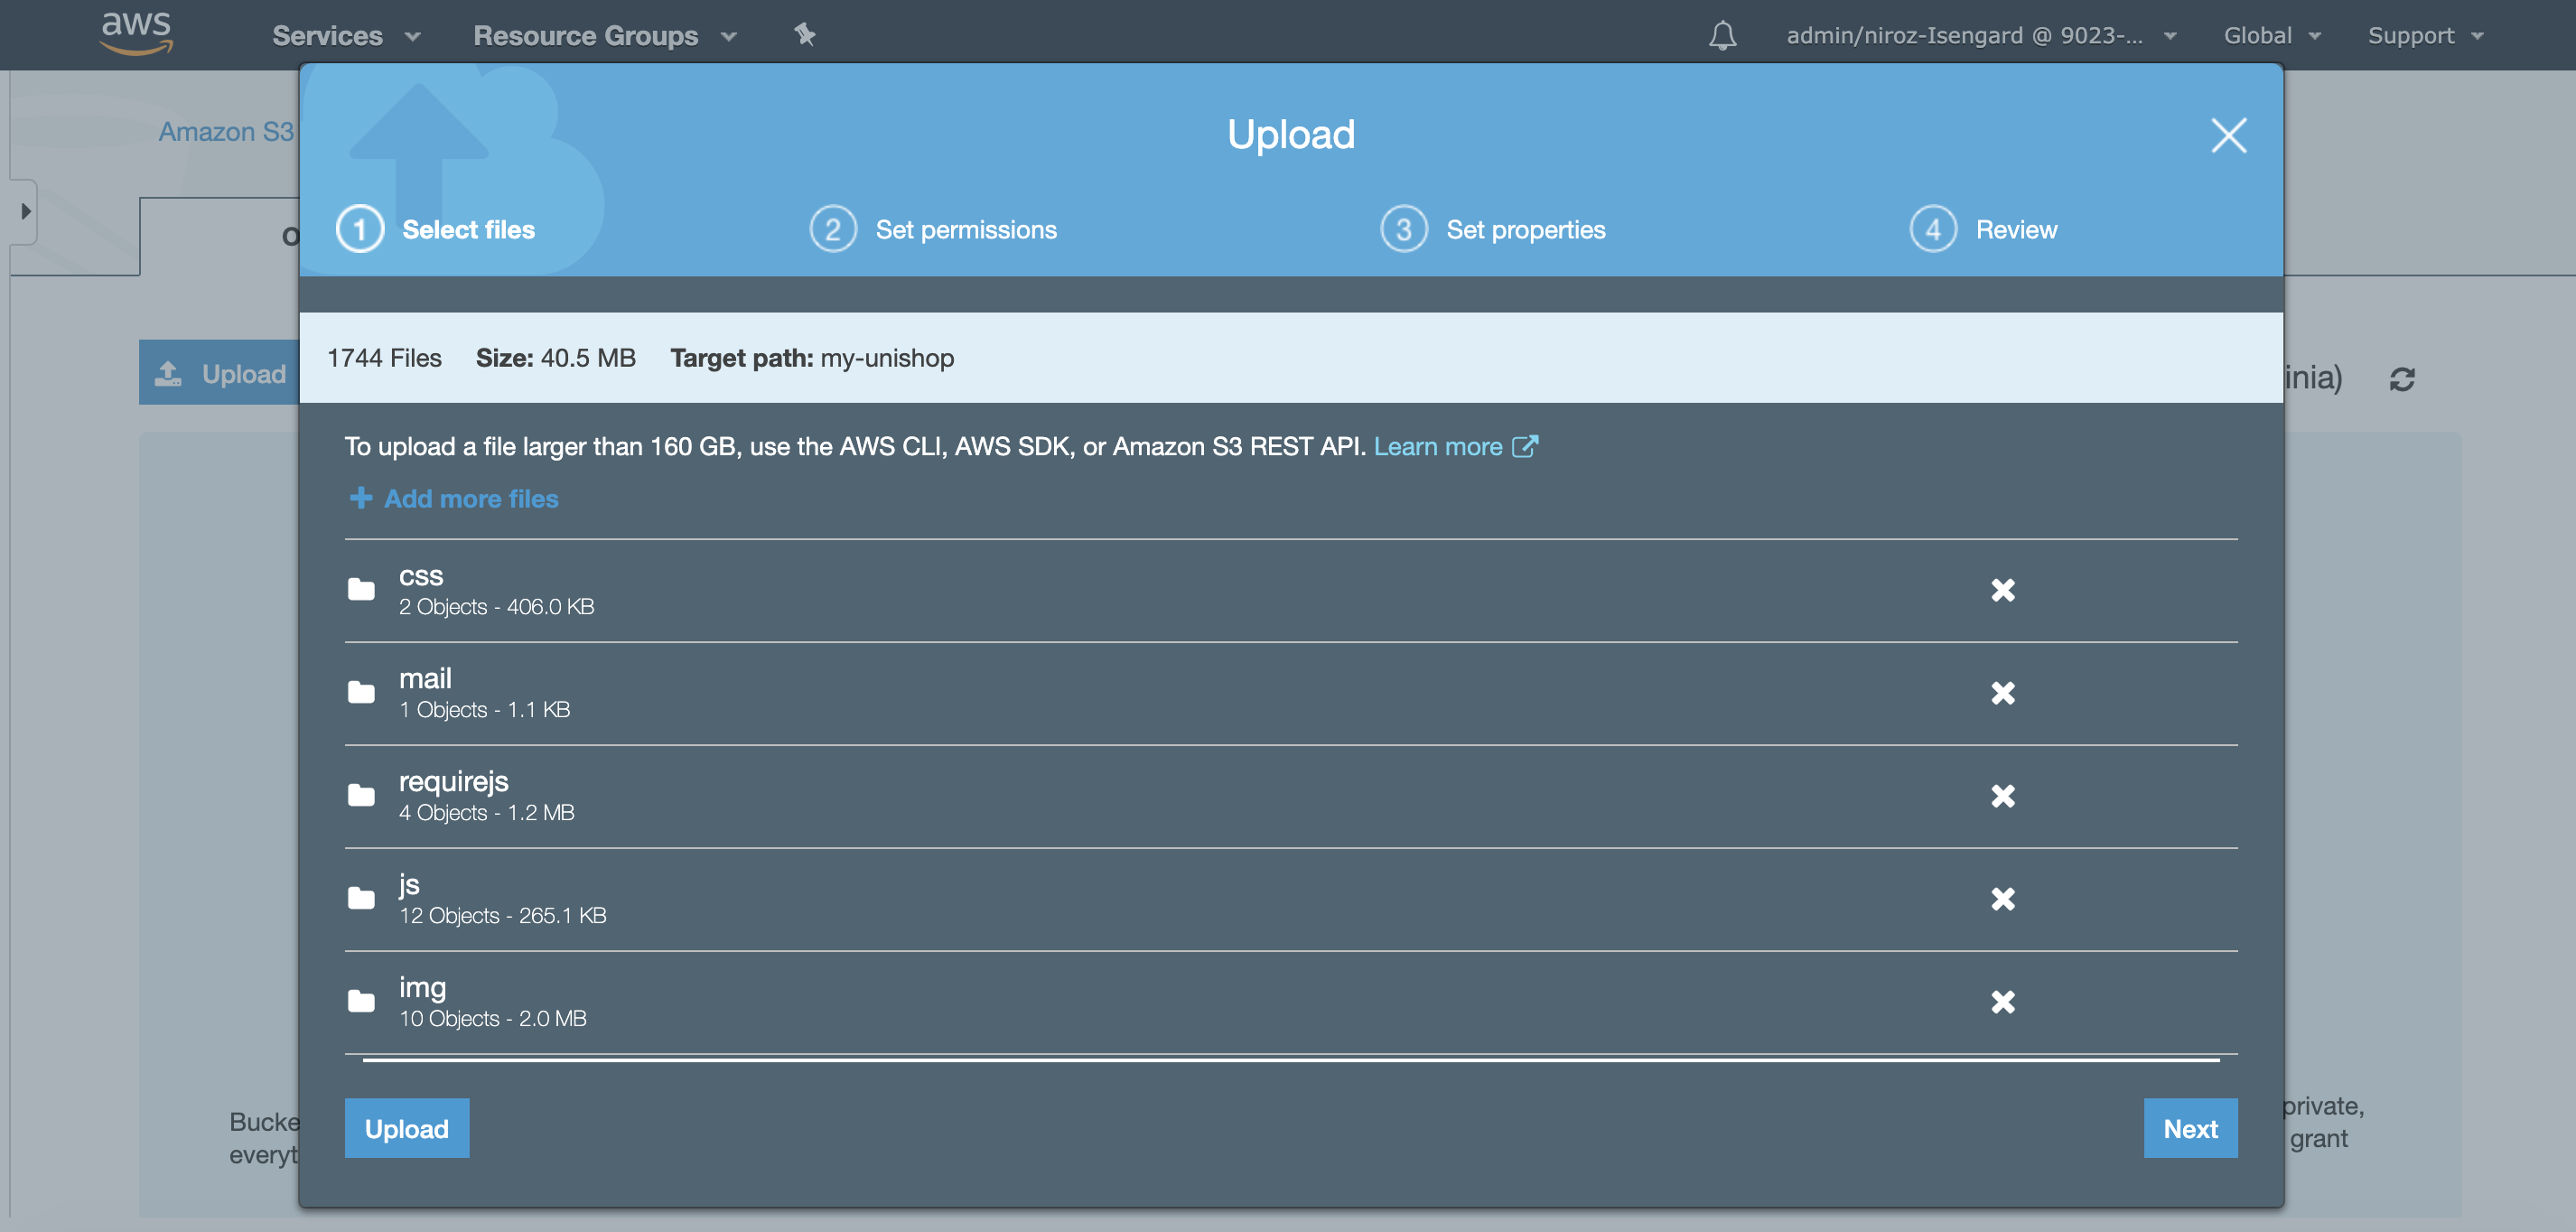 aws
Services
Resource Groups
admin/niroz-Isengard @ 9023-...
Global
Support
Amazon S3
Upload
1 Select files
2 Set permissions
3 Set properties
4 Review
1744 Files Size: 40.5 MB Target path: my-unishop
Upload
inia)
To upload a file larger than 160 GB, use the AWS CLI, AWS SDK, or Amazon S3 REST API. Learn more
Add more files
css
2 Objects - 406.0 KB
mail
1 Objects - 1.1 KB
requirejs
4 Objects - 1.2 MB
js
12 Objects - 265.1 KB
img
10 Objects - 2.0 MB
Upload
Next
Bucke
everyt
private,
grant